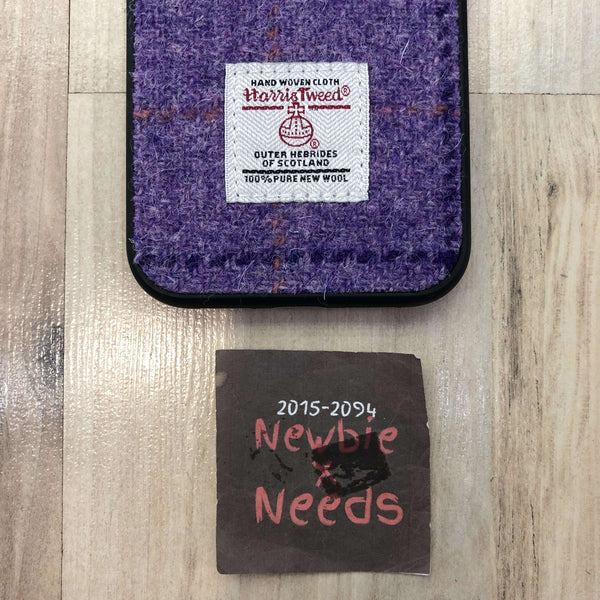 HAND WOVEN CLOTH
Harris Tweed®
®
OUTER HEBRIDES
OF SCOTLAND
100% PURE NEW WOOL
2015-2094
Newbie
x
Needs